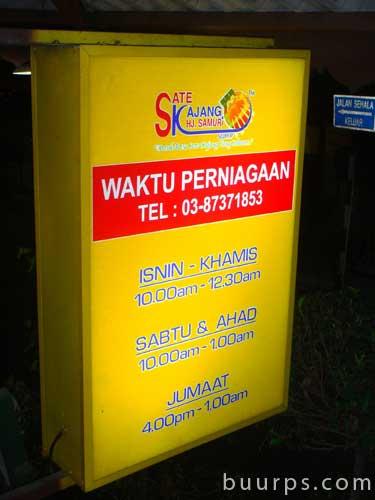 SATE
KAJANG
HJ. SAMURI
WAKTU PERNIAGAAN
TEL : 03-87371853
ISNIN - KHAMIS
10.00am - 12.30am
SABTU & AHAD
10.00am - 1.00am
JUMAAT
4.00pm - 1.00am
JALAN SEHALA
KELUAR
buurps.com